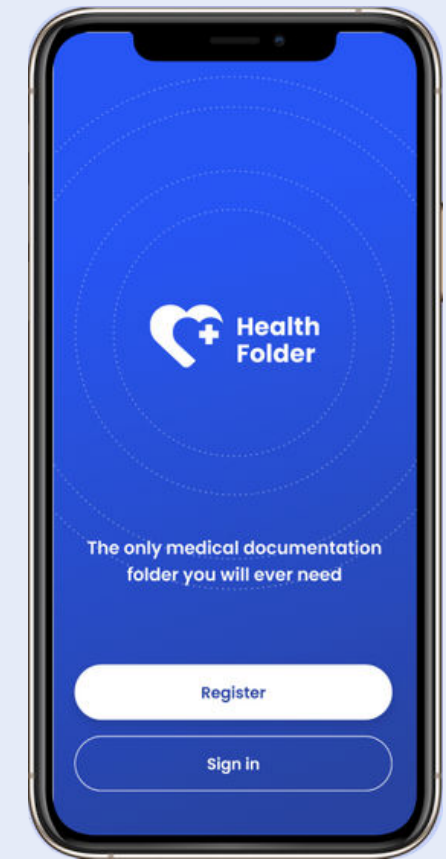 Health
Folder
The only medical documentation
folder you will ever need
Register
Sign in